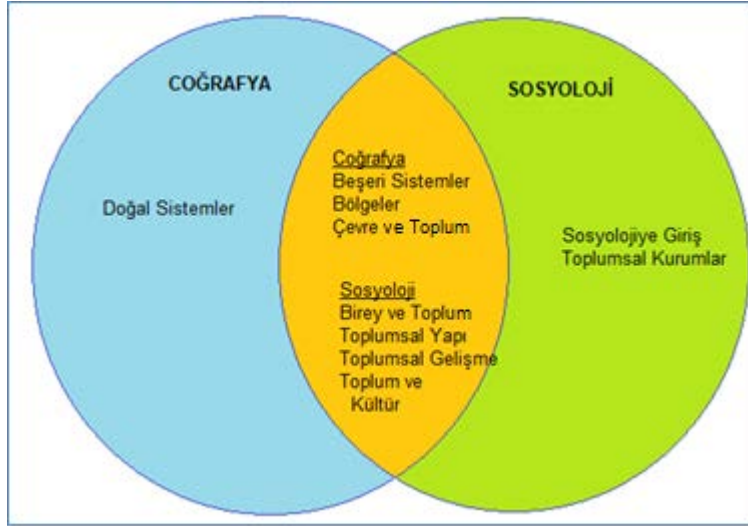 COĞRAFYA
SOSYOLOJİ
Doğal Sistemler
Coğrafya
Beşeri Sistemler
Bölgeler
Çevre ve Toplum
Sosyoloji
Birey ve Toplum
Toplumsal Yapı
Toplumsal Gelişme
Toplum ve
Kültür
Sosyolojiye Giriş
Toplumsal Kurumlar